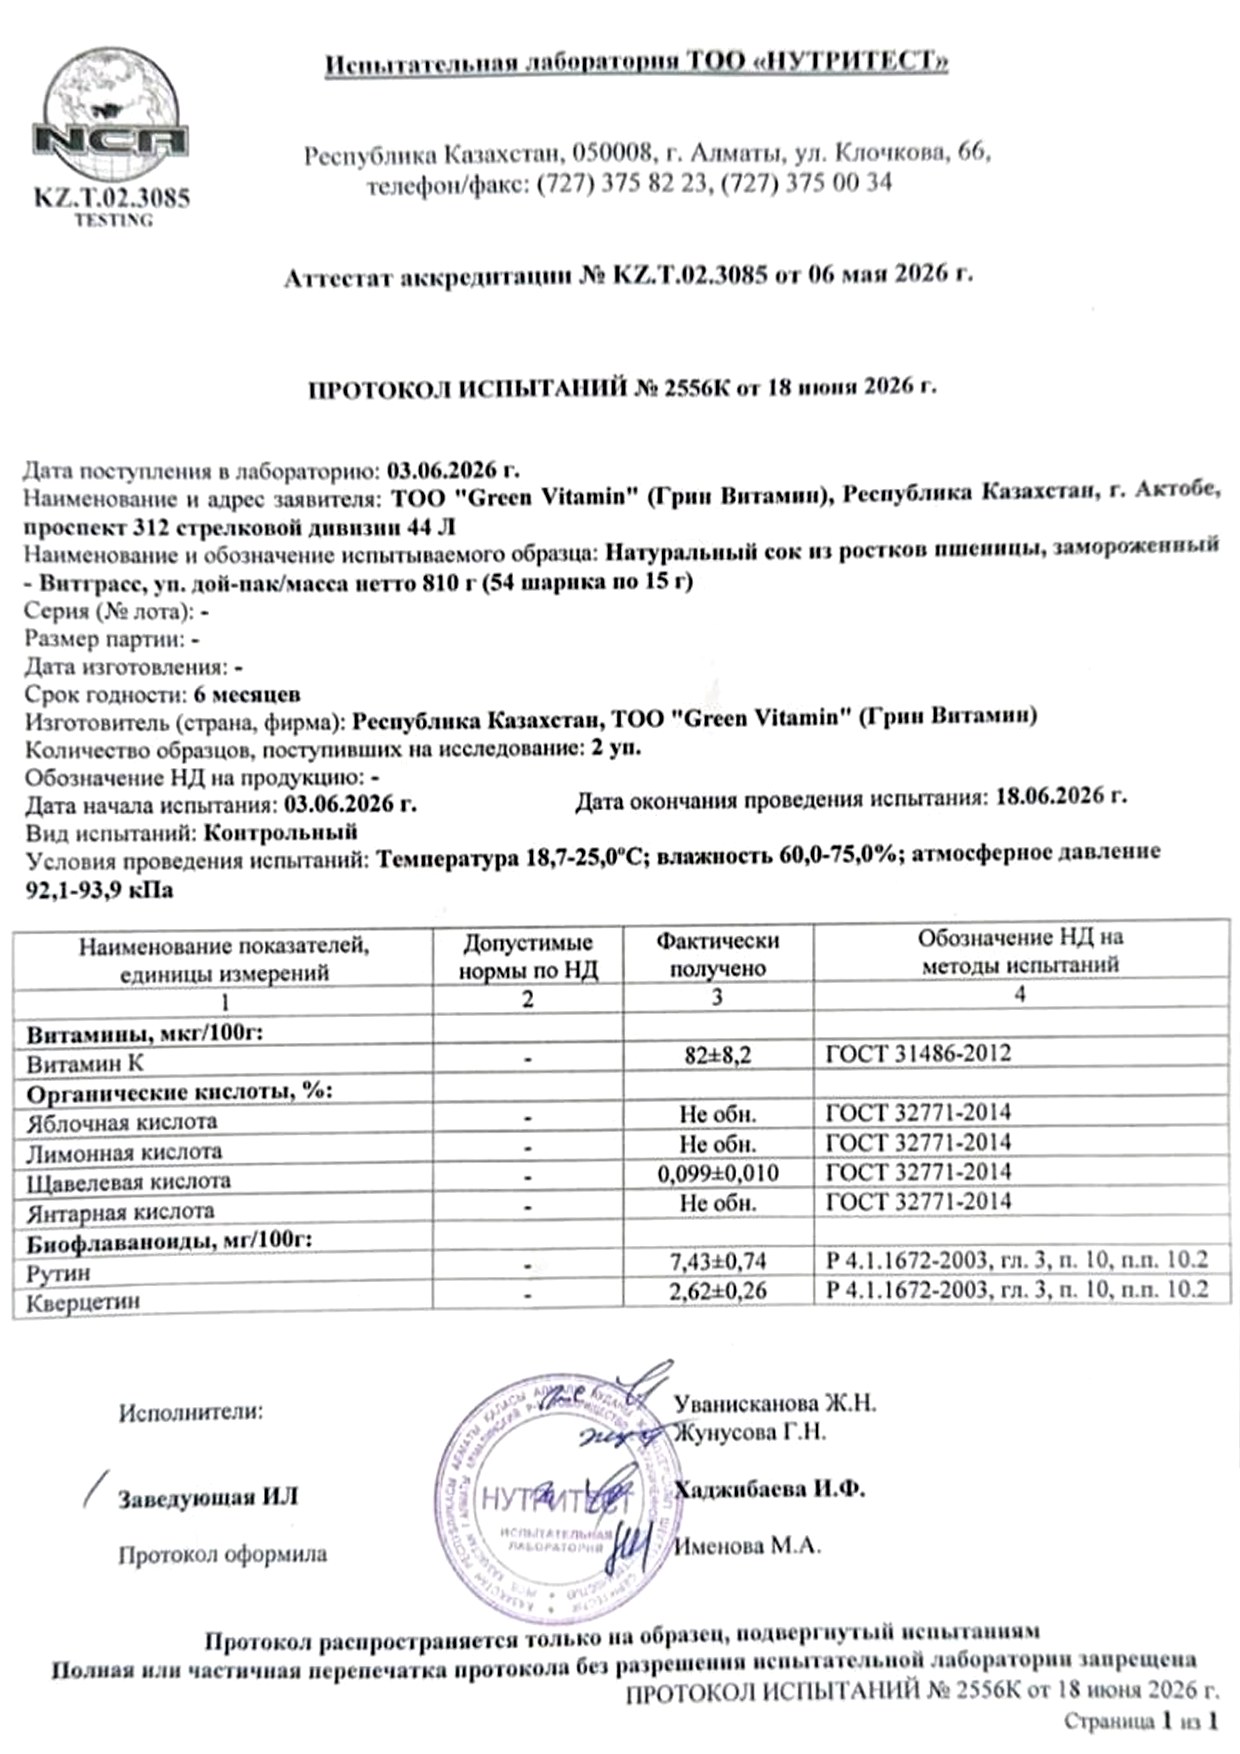 Испытательная лаборатория ТОО «НУТРИТЕСТ»
NCA
KZ.T.02.3085
TESTING
Республика Казахстан, 050008, г. Алматы, ул. Клочкова, 66,
телефон/факс: (727) 375 82 23, (727) 375 00 34
Аттестат аккредитации № KZ.T.02.3085 от 06 мая 2026 г.
ПРОТОКОЛ ИСПЫТАНИЙ № 2556К от 18 июня 2026 г.
Дата поступления в лабораторию: 03.06.2026 г.
Наименование и адрес заявителя: ТОО "Green Vitamin" (Грин Витамин), Республика Казахстан, г. Актобе,
проспект 312 стрелковой дивизии 44 Л
Наименование и обозначение испытываемого образца: Натуральный сок из ростков пшеницы, замороженный
- Витграсс, уп. дой-пак/масса нетто 810 г (54 шарика по 15 г)
Серия (№ лота): -
Размер партии: -
Дата изготовления: -
Срок годности: 6 месяцев
Изготовитель (страна, фирма): Республика Казахстан, ТОО "Green Vitamin" (Грин Витамин)
Количество образцов, поступивших на исследование: 2 уп.
Обозначение НД на продукцию: -
Дата начала испытания: 03.06.2026 г. Дата окончания проведения испытания: 18.06.2026 г.
Вид испытаний: Контрольный
Условия проведения испытаний: Температура 18,7-25,0ºС; влажность 60,0-75,0%; атмосферное давление
92,1-93,9 кПа
Наименование показателей, единицы измерений Допустимые нормы по НД Фактически получено Обозначение НД на методы испытаний
1 2 3 4
Витамины, мкг/100г:
Витамин К - 82±8,2 ГОСТ 31486-2012
Органические кислоты, %:
Яблочная кислота - Не обн. ГОСТ 32771-2014
Лимонная кислота - Не обн. ГОСТ 32771-2014
Щавелевая кислота - 0,099±0,010 ГОСТ 32771-2014
Янтарная кислота - Не обн. ГОСТ 32771-2014
Биофлаваноиды, мг/100г:
Рутин - 7,43±0,74 Р 4.1.1672-2003, гл. 3, п. 10, п.п. 10.2
Кверцетин - 2,62±0,26 Р 4.1.1672-2003, гл. 3, п. 10, п.п. 10.2
Исполнители: Уванисканова Ж.Н.
Жунусова Г.Н.
Заведующая ИЛ Хаджибаева И.Ф.
Протокол оформила Именова М.А.
НУТРИТЕСТ
ИСПЫТАТЕЛЬНАЯ
ЛАБОРАТОРИЯ
Протокол распространяется только на образец, подвергнутый испытаниям
Полная или частичная перепечатка протокола без разрешения испытательной лаборатории запрещена
ПРОТОКОЛ ИСПЫТАНИЙ № 2556К от 18 июня 2026 г.
Страница 1 из 1